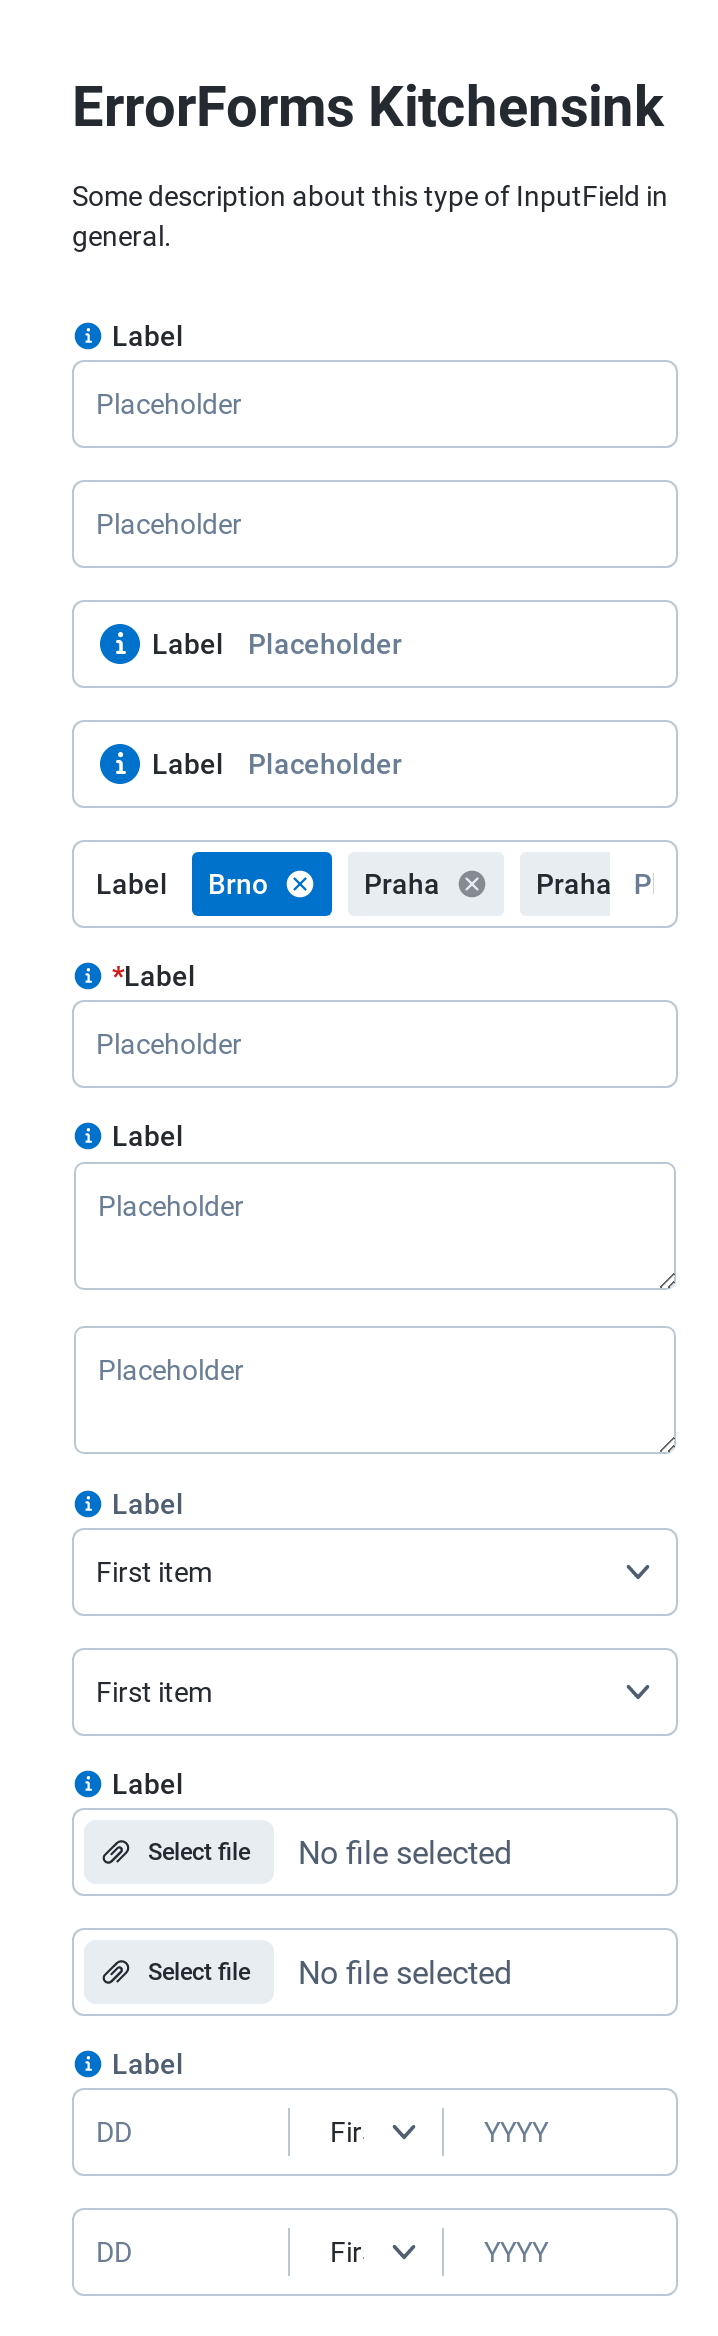 ErrorForms Kitchensink
Some description about this type of InputField in
general.
Label
Placeholder
Placeholder
Label Placeholder
Label Placeholder
Label Brno Praha Praha Pl
*Label
Placeholder
Label
Placeholder
Placeholder
Label
First item
First item
Label
Select file No file selected
Select file No file selected
Label
DD Fir YYYY
DD Fir YYYY